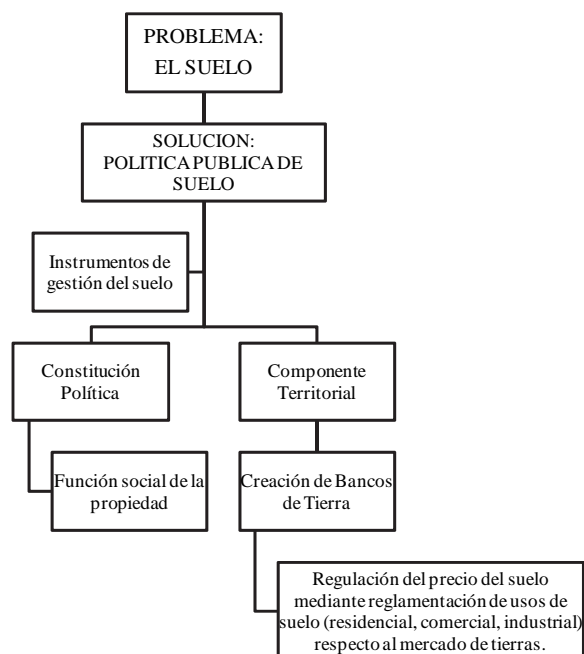 PROBLEMA:
EL SUELO
SOLUCION:
POLITICA PUBLICA DE
SUELO
Instrumentos de
gestión del suelo
Constitución
Política
Componente
Territorial
Función social de la
propiedad
Creación de Bancos
de Tierra
Regulación del precio del suelo
mediante reglamentación de usos de
suelo (residencial, comercial, industrial)
respecto al mercado de tierras.